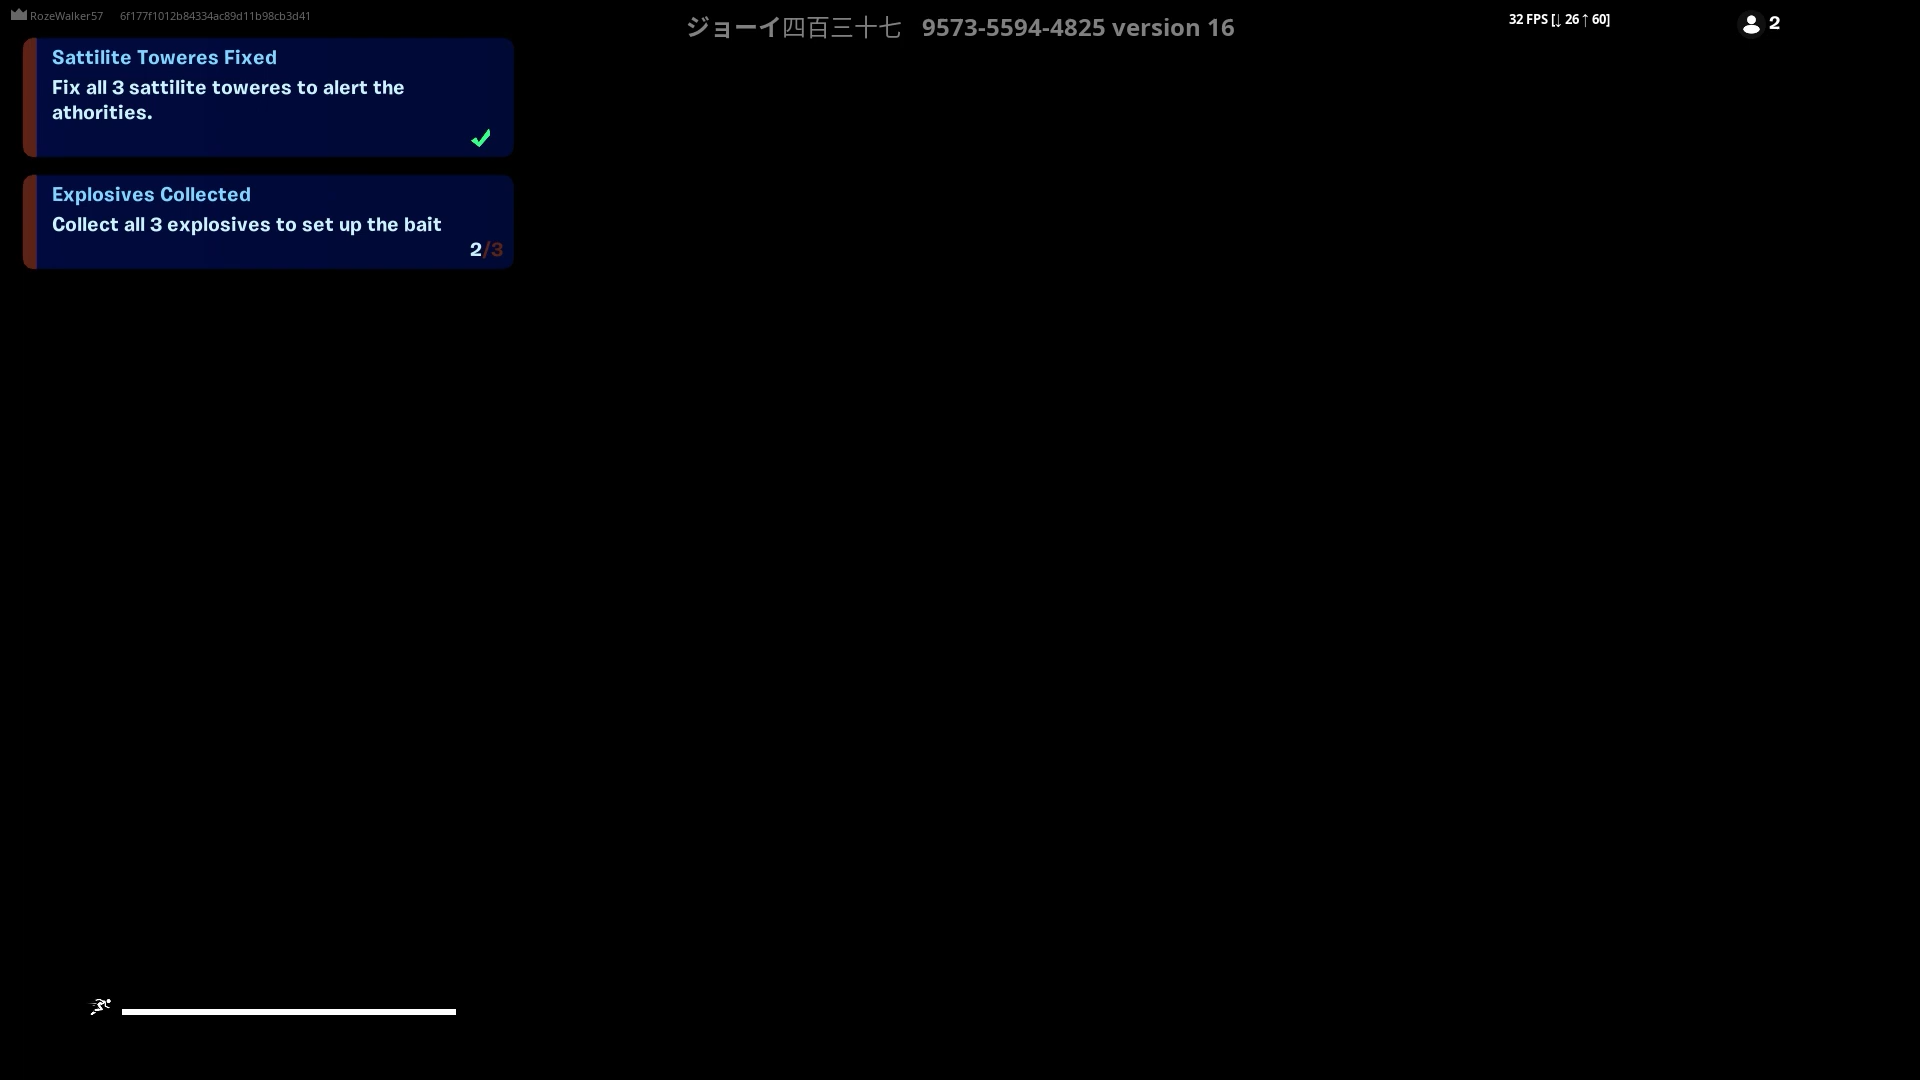 RozeWalker57 6f177f1012b84334ac89d11b98cb3d41
ジョーイ四百三十七 9573-5594-4825 version 16
32 FPS [↓ 26 ↑ 60]
2
Sattilite Toweres Fixed
Fix all 3 sattilite toweres to alert the
athorities.
Explosives Collected
Collect all 3 explosives to set up the bait
2/3